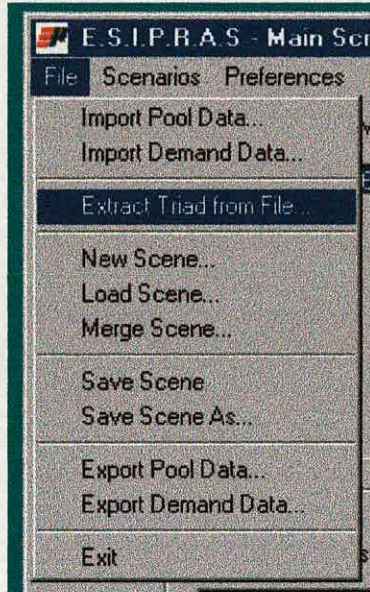 E.S.I.P.R.A.S - Main Scr
File Scenarios Preferences
Import Pool Data...
Import Demand Data...
Extract Triad from File...
New Scene...
Load Scene...
Merge Scene...
Save Scene
Save Scene As...
Export Pool Data...
Export Demand Data...
Exit